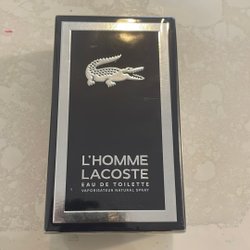 L'HOMME
LACOSTE
EAU DE TOILETTE
VAPORISATEUR NATURAL SPRAY